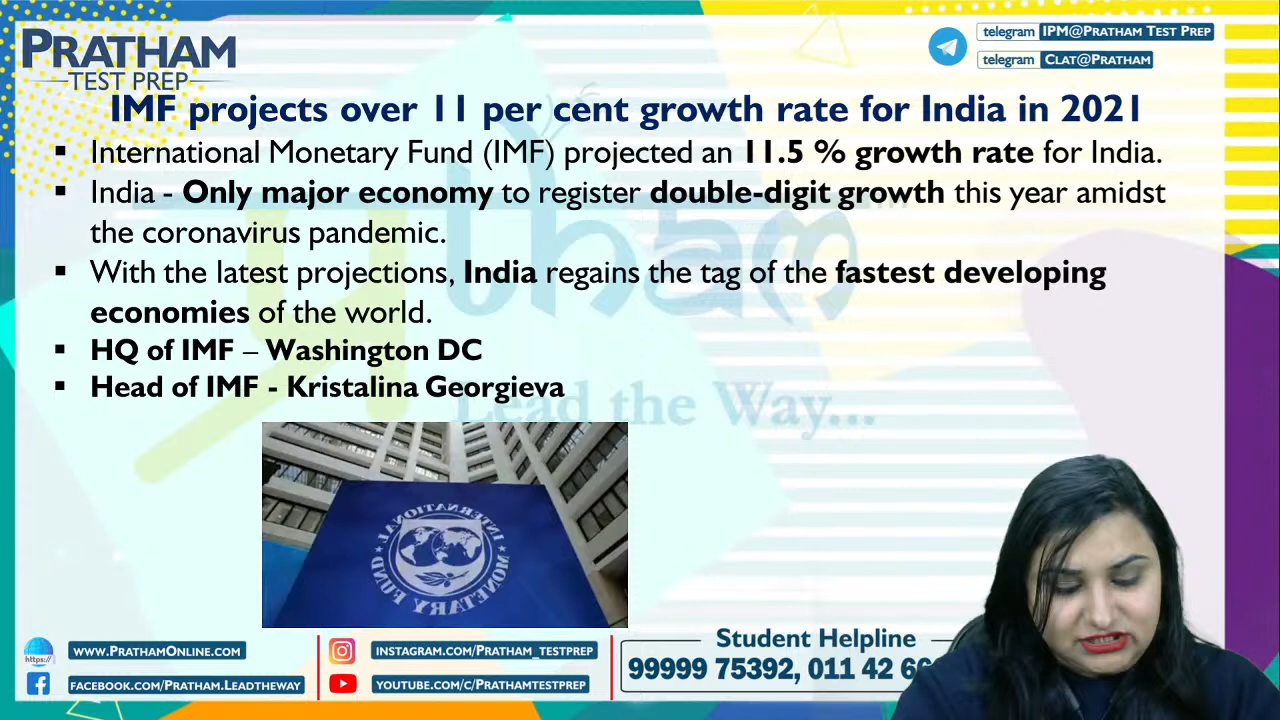 PRATHAM
TEST PREP
telegram IPM@PRATHAM TEST PREP
telegram CLAT@PRATHAM
IMF projects over 11 per cent growth rate for India in 2021
▪ International Monetary Fund (IMF) projected an 11.5 % growth rate for India.
▪ India - Only major economy to register double-digit growth this year amidst
the coronavirus pandemic.
▪ With the latest projections, India regains the tag of the fastest developing
economies of the world.
▪ HQ of IMF – Washington DC
▪ Head of IMF - Kristalina Georgieva
Lead the Way...
INTERNATIONAL MONETARY FUND
https://
WWW.PRATHAMONLINE.COM
FACEBOOK.COM/PRATHAM.LEADTHEWAY
INSTAGRAM.COM/PRATHAM_TESTPREP
YOUTUBE.COM/C/PRATHAMTESTPREP
Student Helpline
99999 75392, 011 42 6